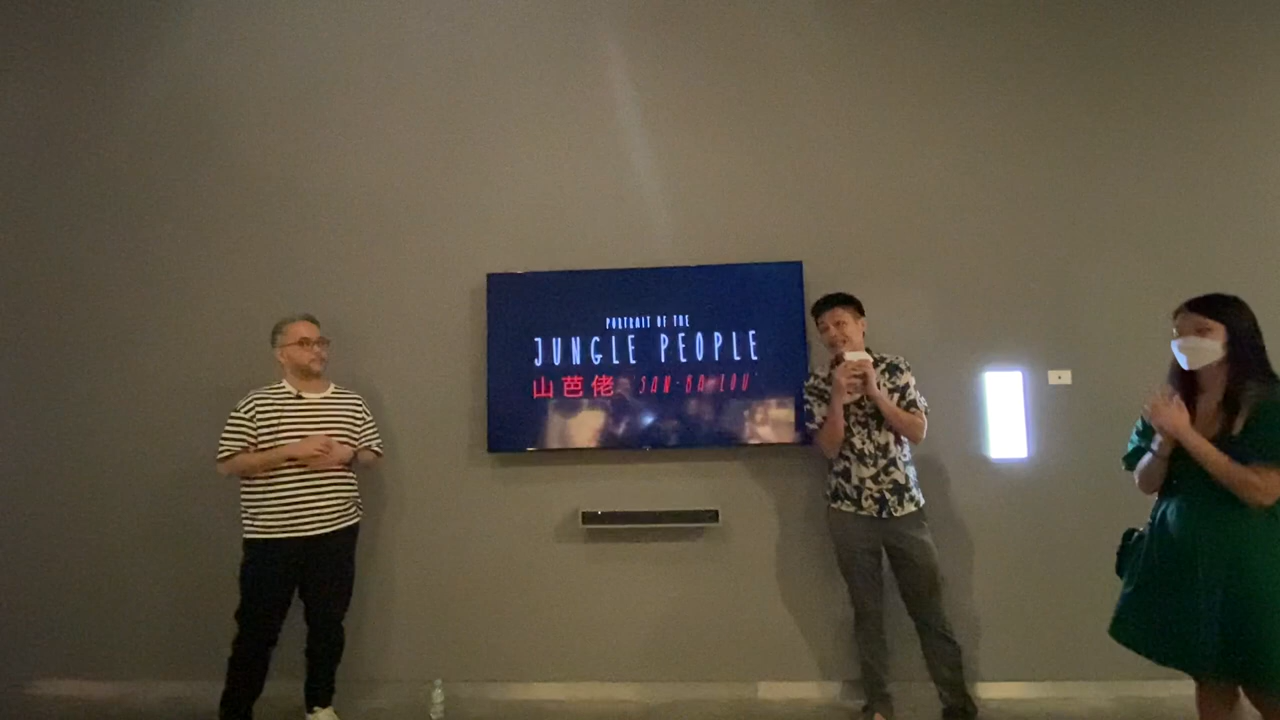 PORTRAIT OF THE
JUNGLE PEOPLE
山芭佬 'SAN-BA-LOU'